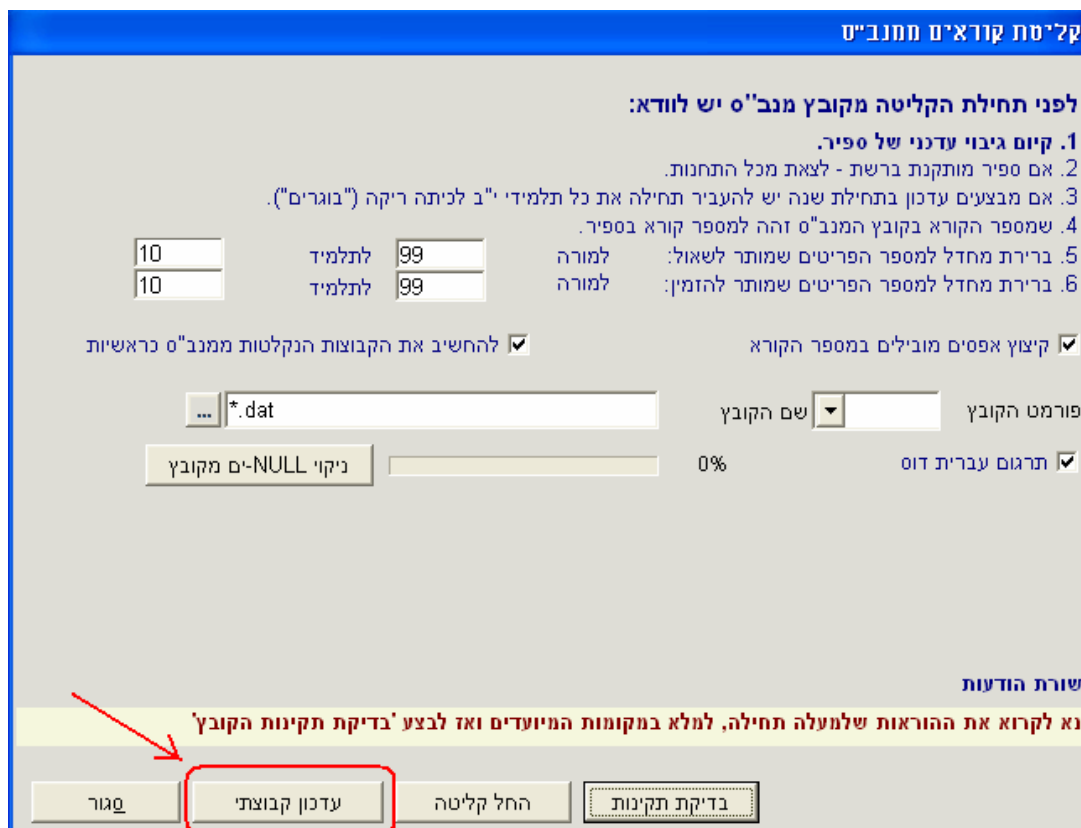 קליטת קוראים ממנב"ס
לפני תחילת הקליטה מקובץ מנב"ס יש לוודא:
1. קיום גיבוי עדכני של ספיר.
2. אם ספיר מותקנת ברשת - לצאת מכל התחנות.
3. אם מבצעים עדכון בתחילת שנה יש להעביר תחילה את כל תלמידי י"ב לכיתה ריקה ("בוגרים").
4. שמספר הקורא בקובץ המנב"ס זהה למספר קורא בספיר.
5. ברירת מחדל למספר הפריטים שמותר לשאול: למורה 99 לתלמיד 10
6. ברירת מחדל למספר הפריטים שמותר להזמין: למורה 99 לתלמיד 10
קיצוץ אפסים מובילים במספר הקורא להחשיב את הקבוצות הנקלטות ממנב"ס כראשיות
פורמט הקובץ שם הקובץ *.dat ...
תרגום עברית דוס 0% ניקוי NULL-ים מקובץ
שורת הודעות
נא לקרוא את ההוראות שלמעלה תחילה, למלא במקומות המיועדים ואז לבצע 'בדיקת תקינות הקובץ'
בדיקת תקינות החל קליטה עדכון קבוצתי סגור